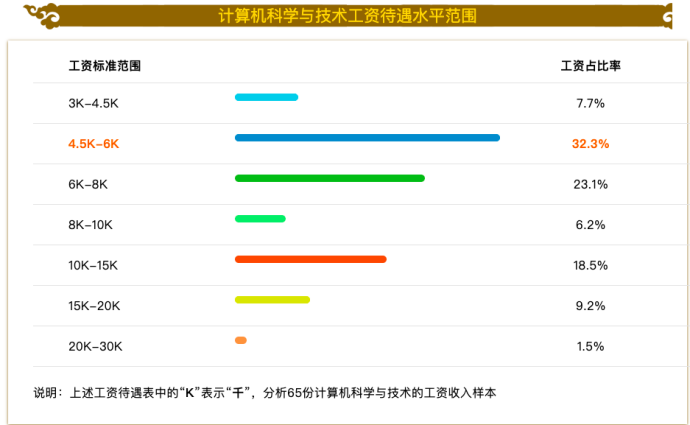 计算机科学与技术工资待遇水平范围
工资标准范围 工资占比率
3K-4.5K 7.7%
4.5K-6K 32.3%
6K-8K 23.1%
8K-10K 6.2%
10K-15K 18.5%
15K-20K 9.2%
20K-30K 1.5%
说明：上述工资待遇表中的“K”表示“千”，分析65份计算机科学与技术的工资收入样本